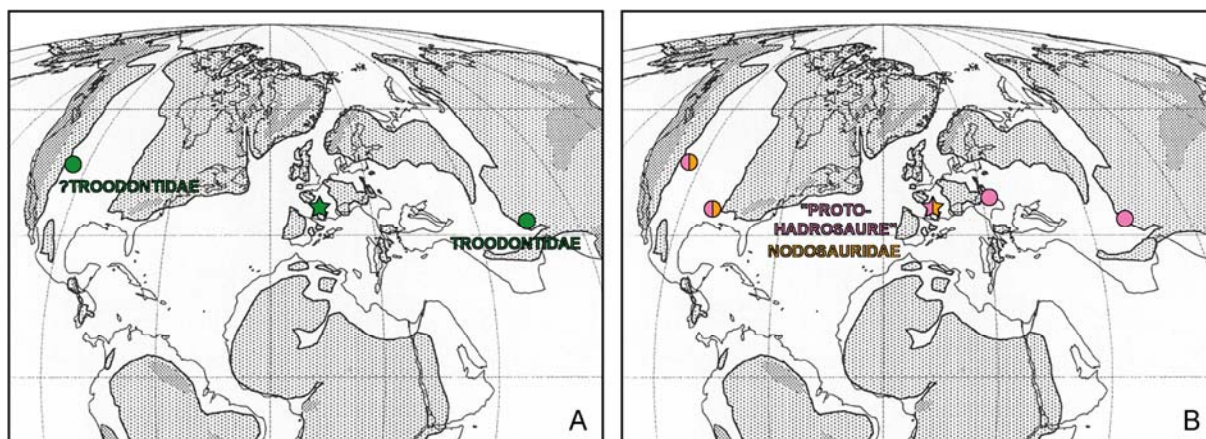 ?TROODONTIDAE
TROODONTIDAE
A
"PROTO-
HADROSAURE"
NODOSAURIDAE
B